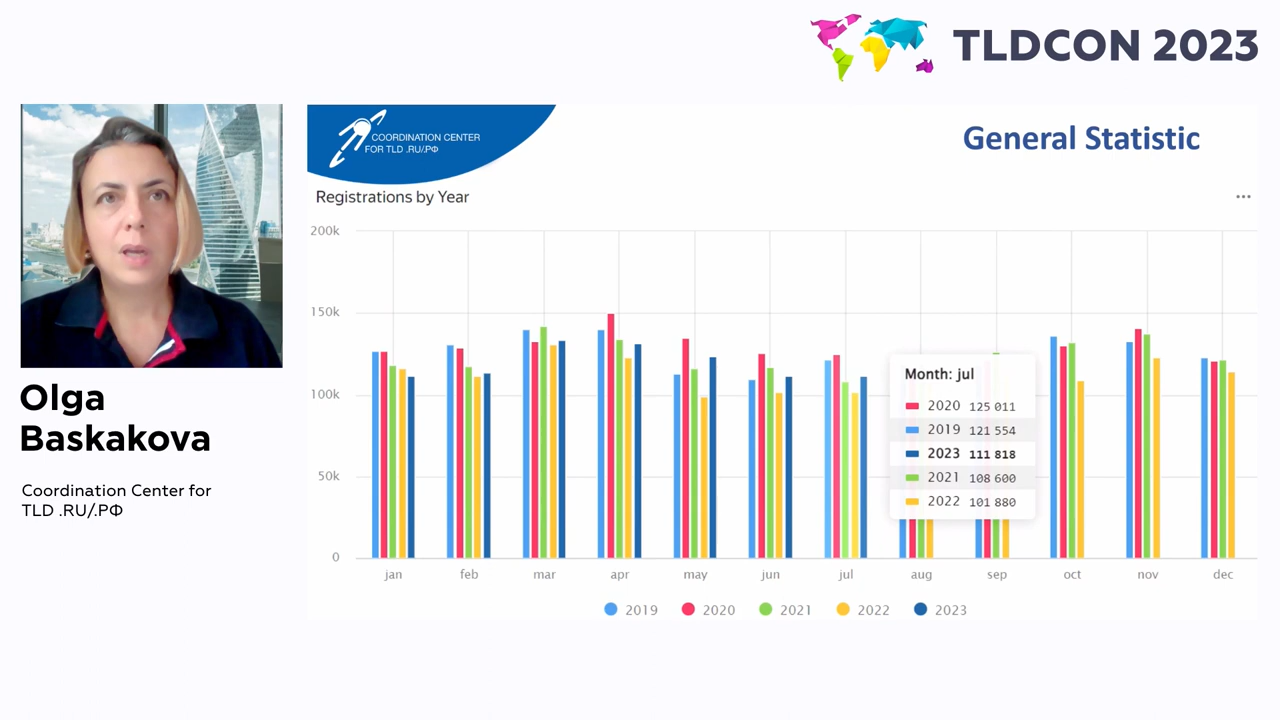 TLDCON 2023
COORDINATION CENTER
FOR TLD .RU/.РФ
General Statistic
Registrations by Year
...
200k
150k
100k
50k
0
Month: jul
2020 125 011
2019 121 554
2023 111 818
2021 108 600
2022 101 880
jan feb mar apr may jun jul aug sep oct nov dec
2019 2020 2021 2022 2023
Olga
Baskakova
Coordination Center for
TLD .RU/.РФ